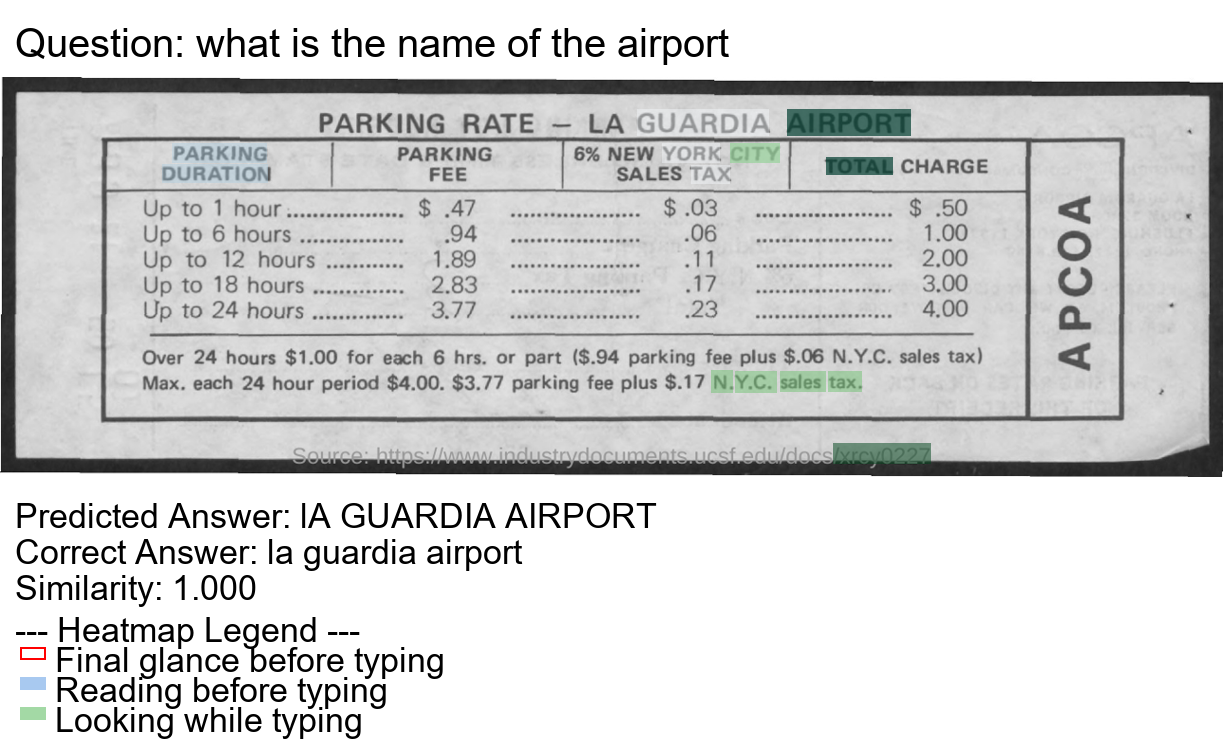 Question: what is the name of the airport
PARKING RATE — LA GUARDIA AIRPORT
PARKING DURATION PARKING FEE 6% NEW YORK CITY SALES TAX TOTAL CHARGE
Up to 1 hour ................... $ .47 ..................... $ .03 ...................... $ .50
Up to 6 hours ................. .94 ..................... .06 ...................... 1.00
Up to 12 hours ............. 1.89 ..................... .11 ...................... 2.00
Up to 18 hours ............... 2.83 ..................... .17 ...................... 3.00
Up to 24 hours ............... 3.77 ..................... .23 ...................... 4.00
Over 24 hours $1.00 for each 6 hrs. or part ($.94 parking fee plus $.06 N.Y.C. sales tax)
Max. each 24 hour period $4.00. $3.77 parking fee plus $.17 N.Y.C. sales tax.
APCOA
Source: https://www.industrydocuments.ucsf.edu/docs/xrcy0227
Predicted Answer: lA GUARDIA AIRPORT
Correct Answer: la guardia airport
Similarity: 1.000
--- Heatmap Legend ---
Final glance before typing
Reading before typing
Looking while typing